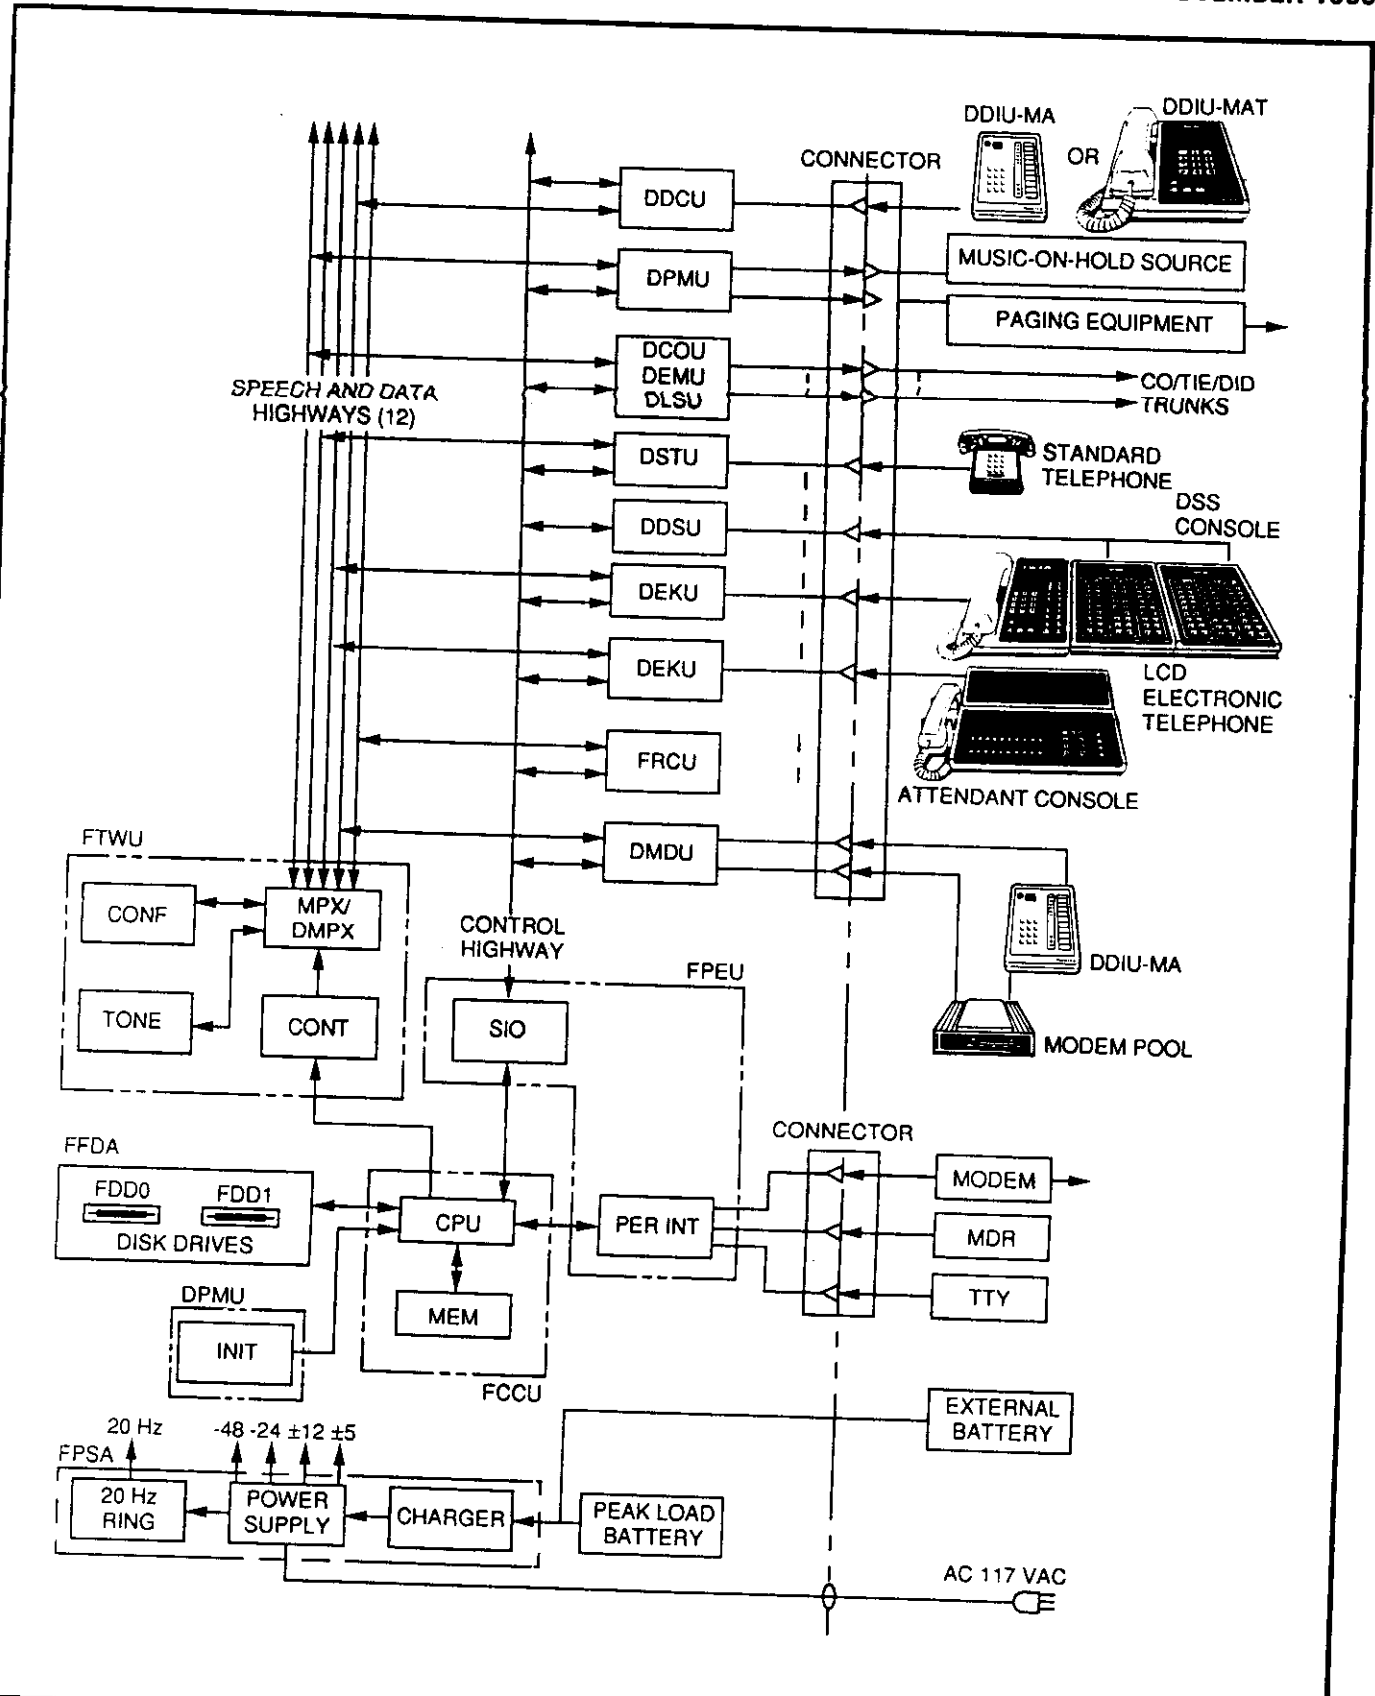 DDIU-MA
DDIU-MAT
OR
CONNECTOR
DDCU
MUSIC-ON-HOLD SOURCE
DPMU
PAGING EQUIPMENT
DCOU
DEMU
DLSU
CO/TIE/DID
TRUNKS
SPEECH AND DATA
HIGHWAYS (12)
DSTU
STANDARD
TELEPHONE
DSS
CONSOLE
DDSU
DEKU
DEKU
LCD
ELECTRONIC
TELEPHONE
FRCU
ATTENDANT CONSOLE
DMDU
FTWU
CONF
MPX/
DMPX
CONTROL
HIGHWAY
FPEU
DDIU-MA
TONE
CONT
SIO
MODEM POOL
CONNECTOR
FFDA
FDD0
FDD1
DISK DRIVES
CPU
PER INT
MODEM
MDR
TTY
DPMU
INIT
MEM
FCCU
EXTERNAL
BATTERY
20 Hz
-48 -24 ±12 ±5
FPSA
20 Hz
RING
POWER
SUPPLY
CHARGER
PEAK LOAD
BATTERY
AC 117 VAC